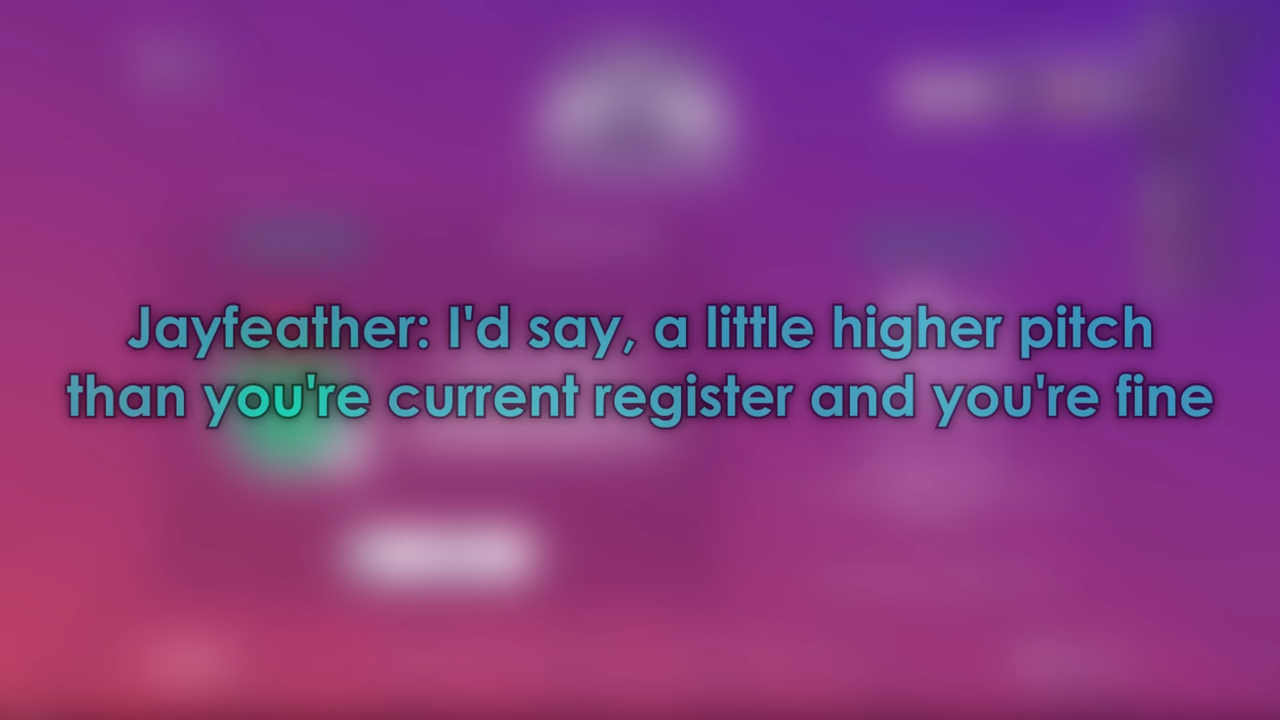 Jayfeather: I'd say, a little higher pitch
than you're current register and you're fine